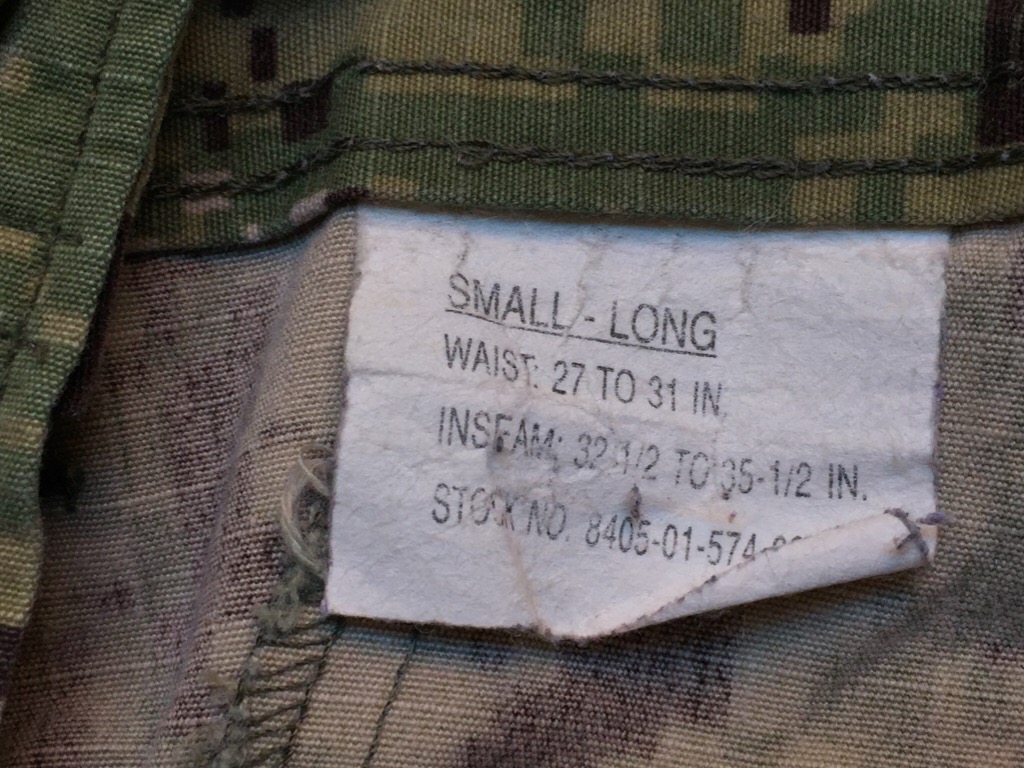 SMALL - LONG
WAIST: 27 TO 31 IN.
INSEAM: 32-1/2 TO 35-1/2 IN.
STOCK NO. 8405-01-574-